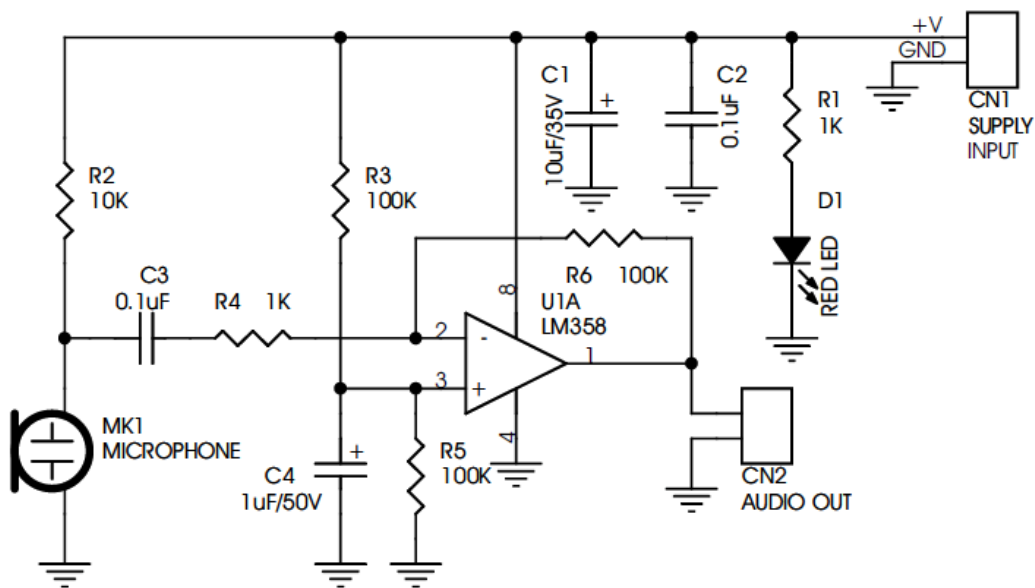 +V
GND
CN1
SUPPLY
INPUT
C1
+
10uF/35V
C2
0.1uF
R1
1K
D1
RED LED
R2
10K
R3
100K
R6 100K
C3
0.1uF
R4 1K
8
U1A
LM358
2
-
1
3
+
4
MK1
MICROPHONE
+
C4
1uF/50V
R5
100K
CN2
AUDIO OUT